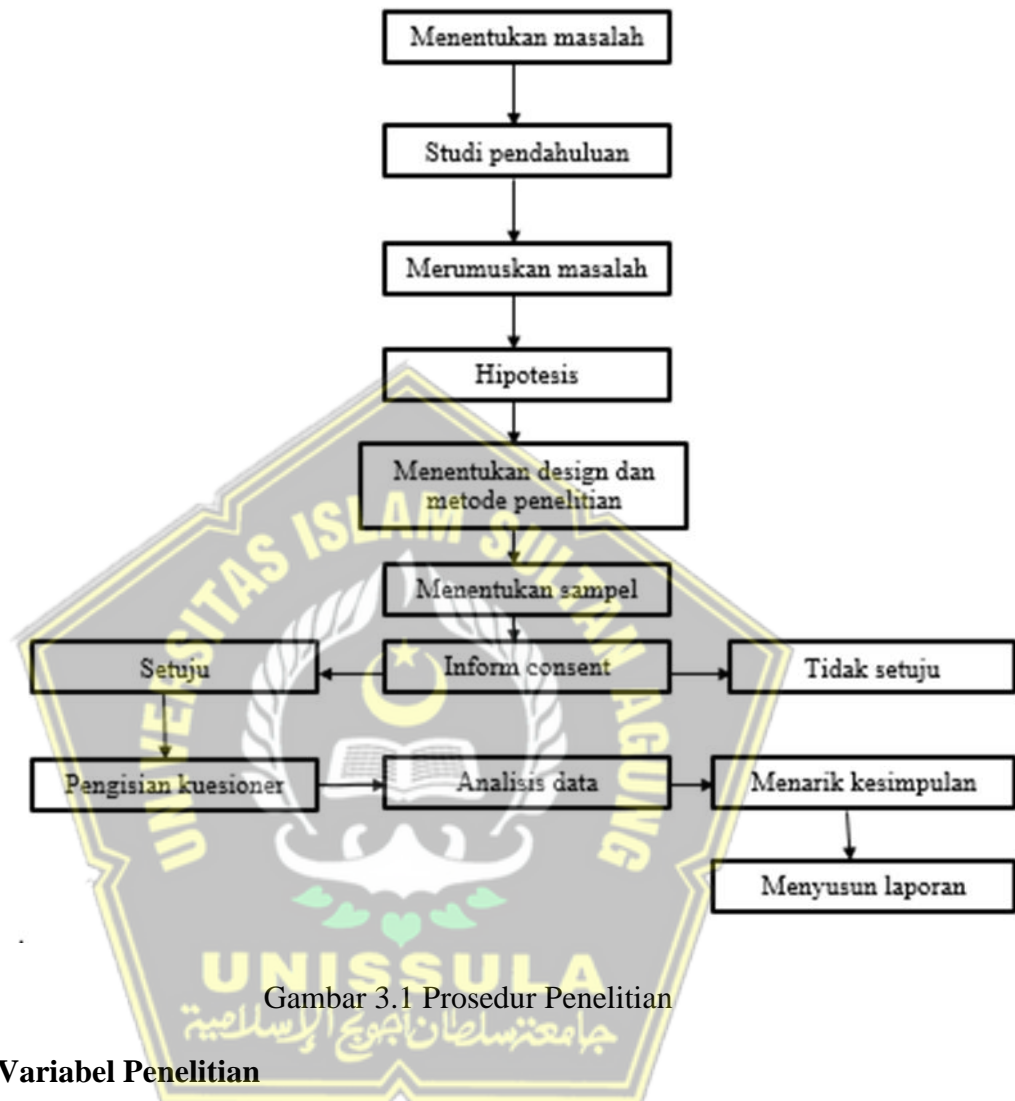 Menentukan masalah
Studi pendahuluan
Merumuskan masalah
Hipotesis
Menentukan design dan
metode penelitian
Menentukan sampel
Setuju
Inform consent
Tidak setuju
Pengisian kuesioner
Analisis data
Menarik kesimpulan
Menyusun laporan
UNIVERSITAS ISLAM SULTAN AGUNG
UNISSULA
Gambar 3.1 Prosedur Penelitian
جامعة سلطان أجونج الإسلامية
Variabel Penelitian